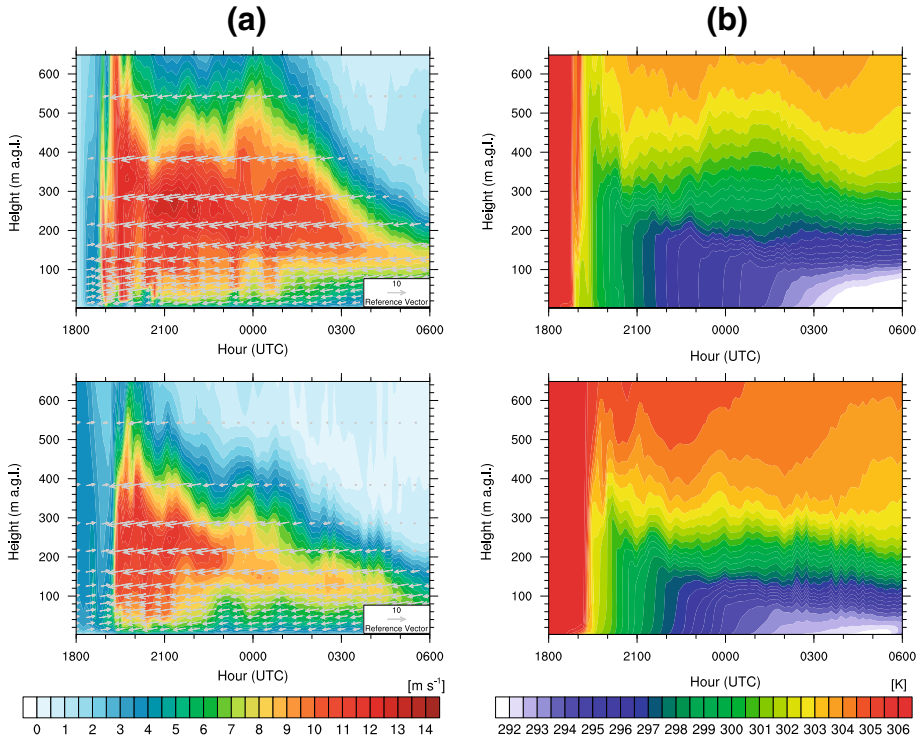 (a)
(b)
Height (m a.g.l.)
600
500
400
300
200
100
10
Reference Vector
1800 2100 0000 0300 0600
Hour (UTC)
Height (m a.g.l.)
600
500
400
300
200
100
1800 2100 0000 0300 0600
Hour (UTC)
Height (m a.g.l.)
600
500
400
300
200
100
10
Reference Vector
1800 2100 0000 0300 0600
Hour (UTC)
Height (m a.g.l.)
600
500
400
300
200
100
1800 2100 0000 0300 0600
Hour (UTC)
[m s⁻¹]
0 1 2 3 4 5 6 7 8 9 10 11 12 13 14
[K]
292 293 294 295 296 297 298 299 300 301 302 303 304 305 306